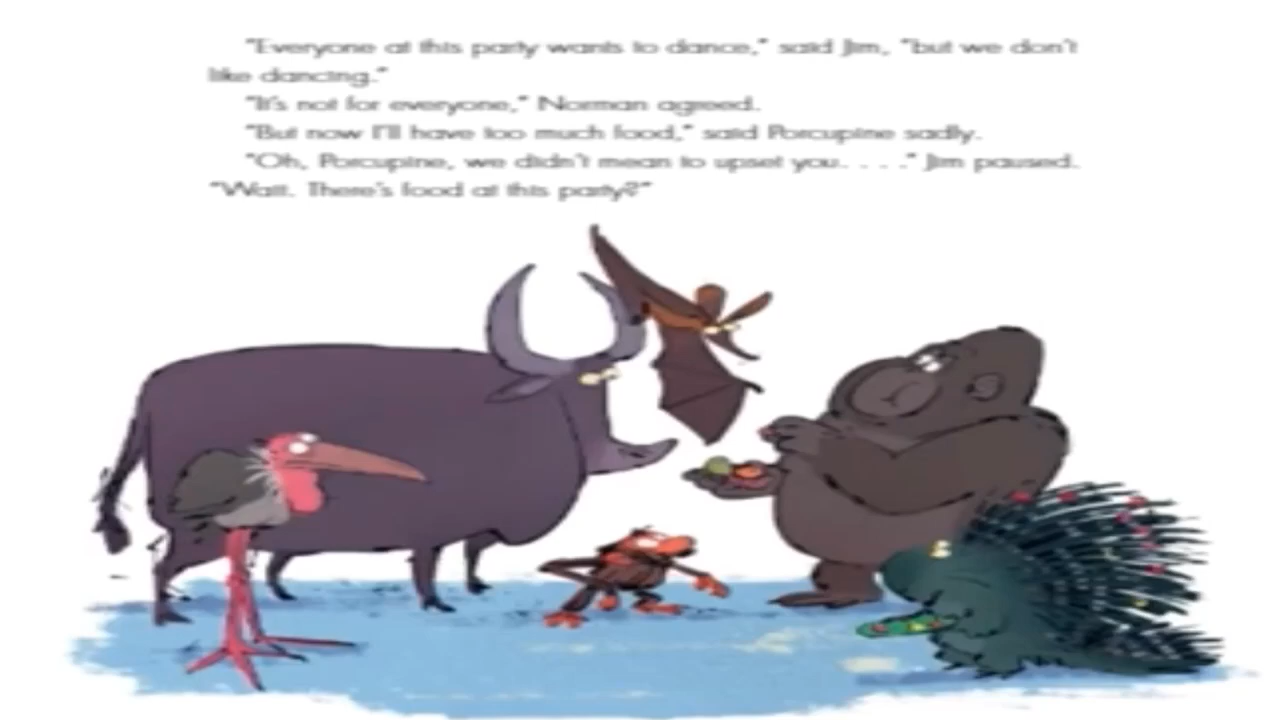 "Everyone at this party wants to dance," said Jim, "but we don't
like dancing."
"It's not for everyone," Norman agreed.
"But now I'll have too much food," said Porcupine sadly.
"Oh, Porcupine, we didn't mean to upset you. . . ." Jim paused.
"Wait. There's food at this party?"